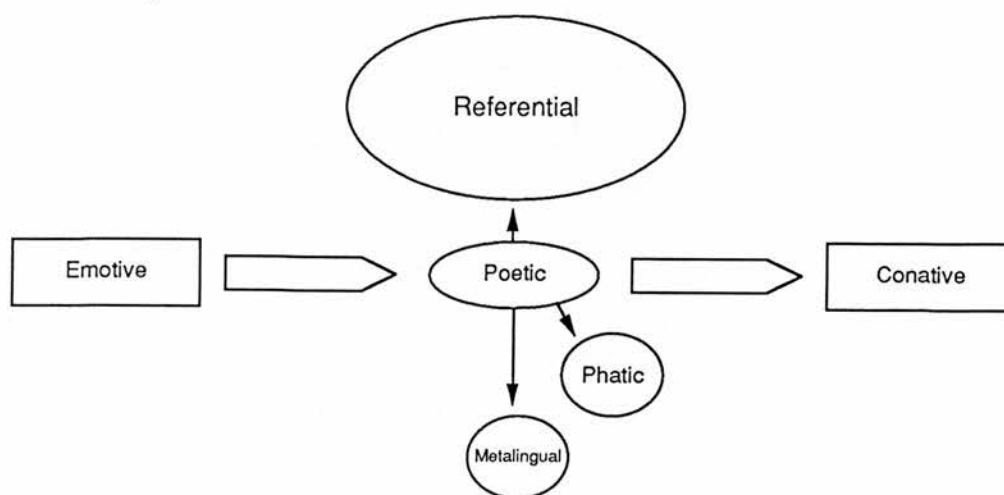 Referential
Emotive
Poetic
Conative
Phatic
Metalingual